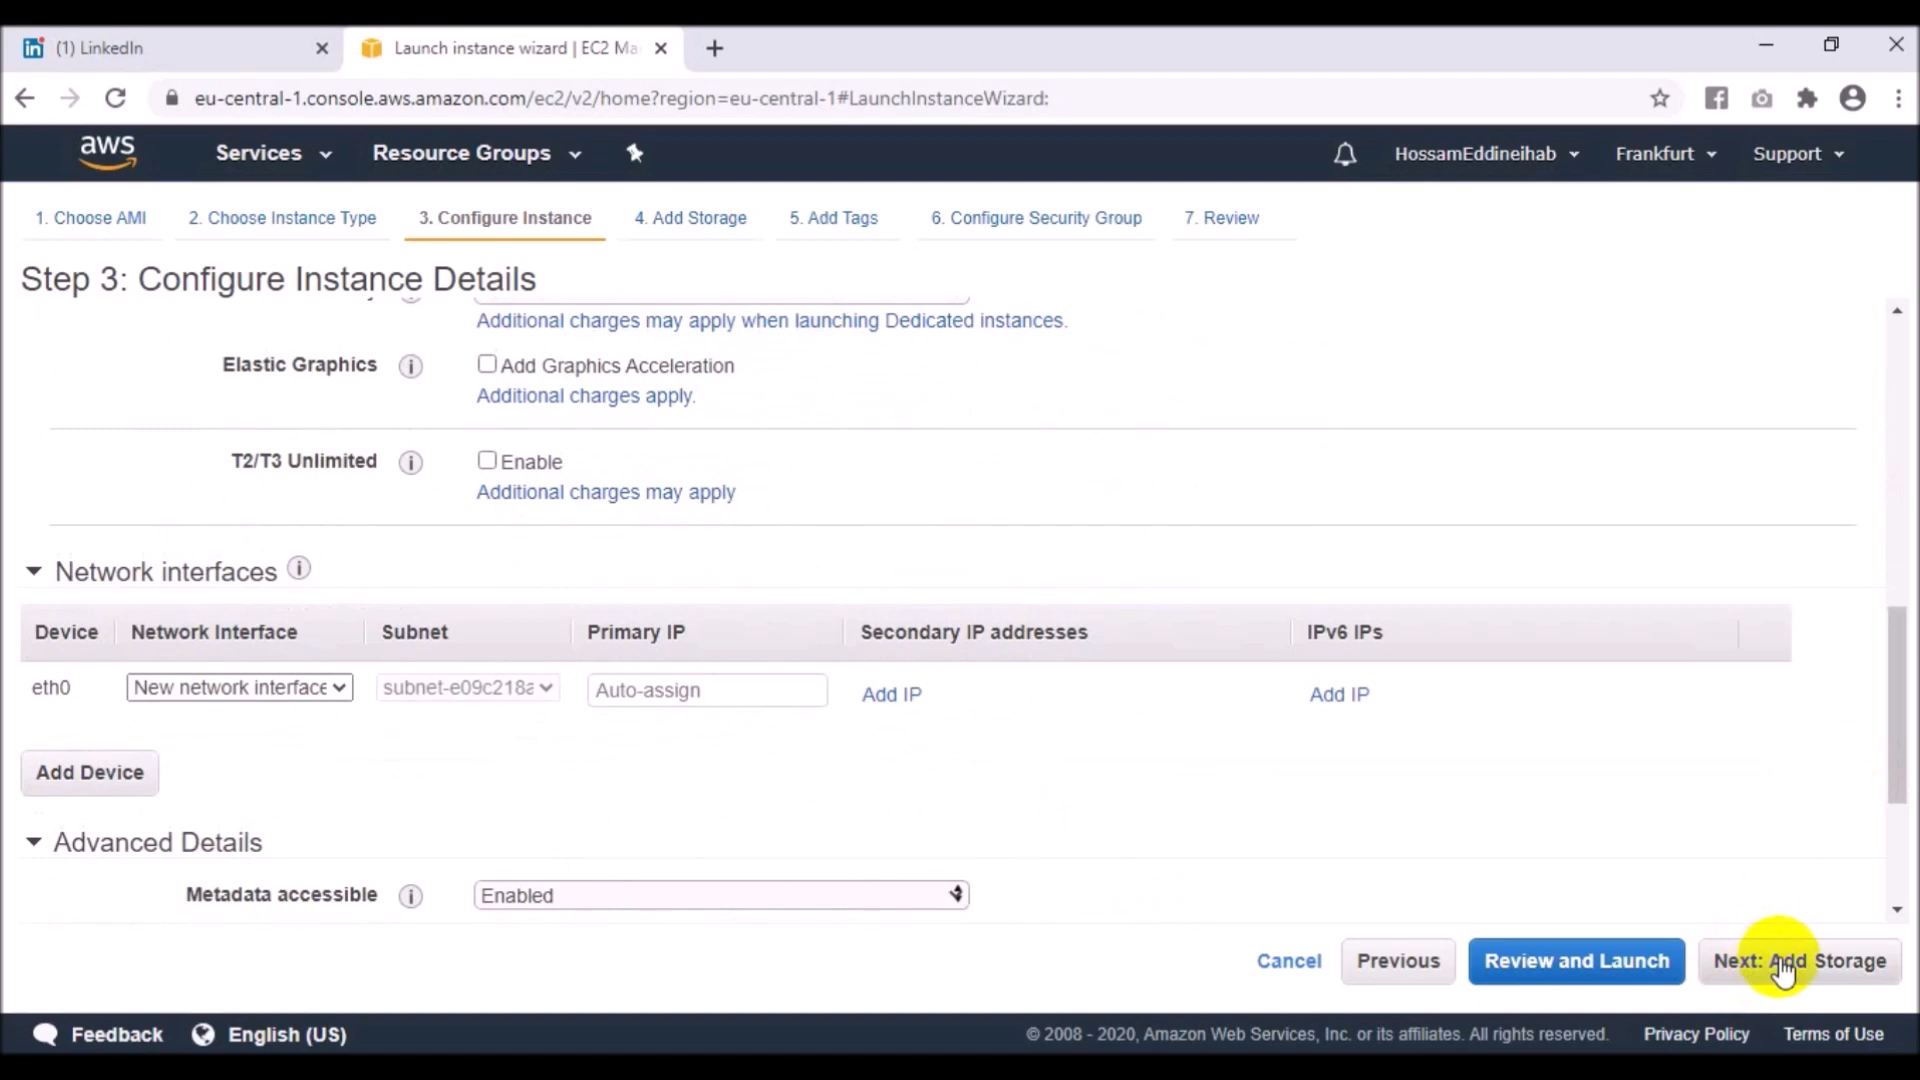 (1) LinkedIn
Launch instance wizard | EC2 Ma
eu-central-1.console.aws.amazon.com/ec2/v2/home?region=eu-central-1#LaunchInstanceWizard:
aws Services Resource Groups HossamEddineihab Frankfurt Support
1. Choose AMI 2. Choose Instance Type 3. Configure Instance 4. Add Storage 5. Add Tags 6. Configure Security Group 7. Review
Step 3: Configure Instance Details
Additional charges may apply when launching Dedicated instances.
Elastic Graphics Add Graphics Acceleration
Additional charges apply.
T2/T3 Unlimited Enable
Additional charges may apply
Network interfaces
Device Network Interface Subnet Primary IP Secondary IP addresses IPv6 IPs
eth0 New network interface subnet-e09c218a Auto-assign Add IP Add IP
Add Device
Advanced Details
Metadata accessible Enabled
Cancel Previous Review and Launch Next: Add Storage
Feedback English (US) © 2008 - 2020, Amazon Web Services, Inc. or its affiliates. All rights reserved. Privacy Policy Terms of Use